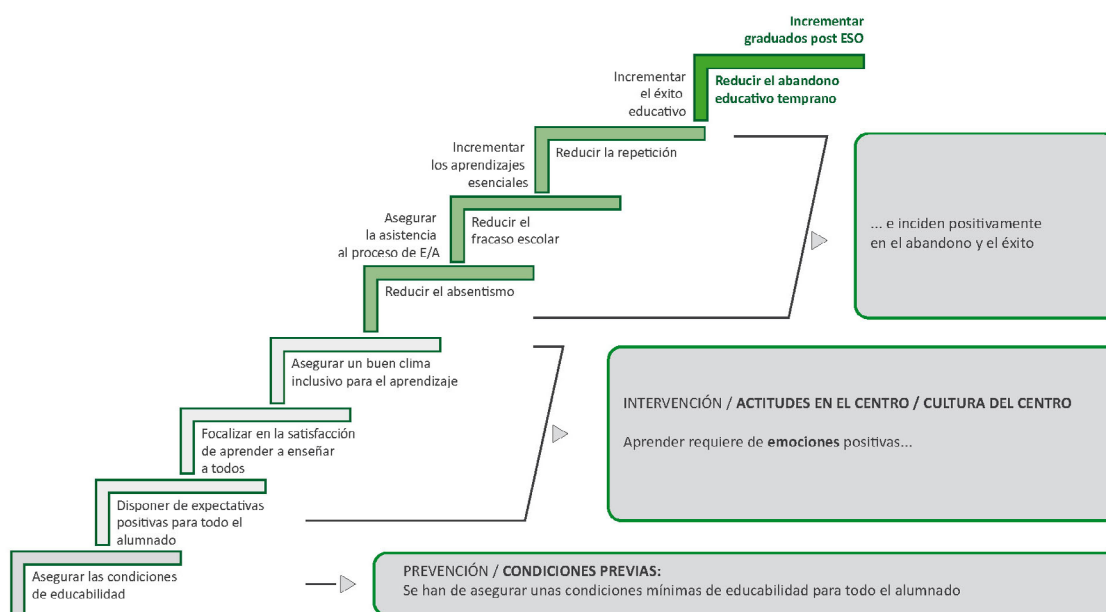 Incrementar
graduados post ESO
Reducir el abandono
educativo temprano
Incrementar
el éxito
educativo
Reducir la repetición
Incrementar
los aprendizajes
esenciales
Reducir el
fracaso escolar
Asegurar
la asistencia
al proceso de E/A
Reducir el absentismo
... e inciden positivamente
en el abandono y el éxito
Asegurar un buen clima
inclusivo para el aprendizaje
Focalizar en la satisfacción
de aprender a enseñar
a todos
Disponer de expectativas
positivas para todo el
alumnado
INTERVENCIÓN / ACTITUDES EN EL CENTRO / CULTURA DEL CENTRO
Aprender requiere de emociones positivas...
Asegurar las condiciones
de educabilidad
PREVENCIÓN / CONDICIONES PREVIAS:
Se han de asegurar unas condiciones mínimas de educabilidad para todo el alumnado